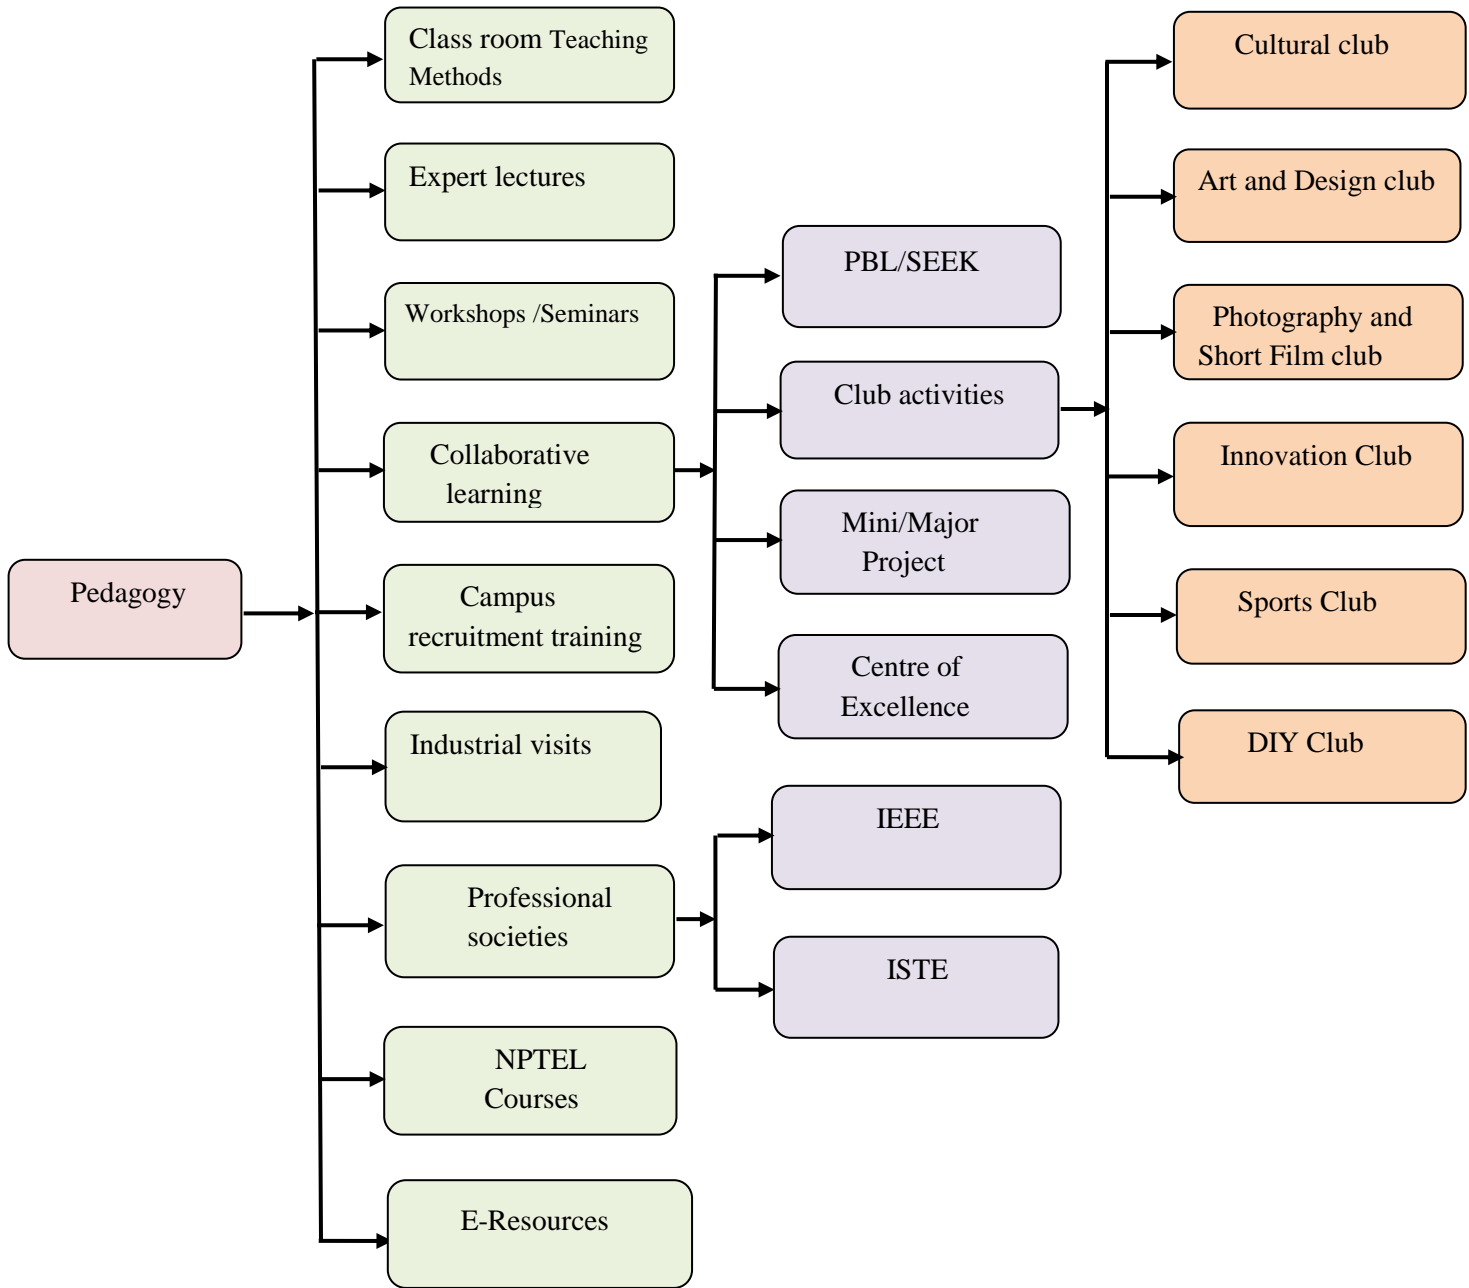 Pedagogy
Class room Teaching
Methods
Expert lectures
Workshops /Seminars
Collaborative
learning
Campus
recruitment training
Industrial visits
Professional
societies
NPTEL
Courses
E-Resources
PBL/SEEK
Club activities
Mini/Major
Project
Centre of
Excellence
IEEE
ISTE
Cultural club
Art and Design club
Photography and
Short Film club
Innovation Club
Sports Club
DIY Club